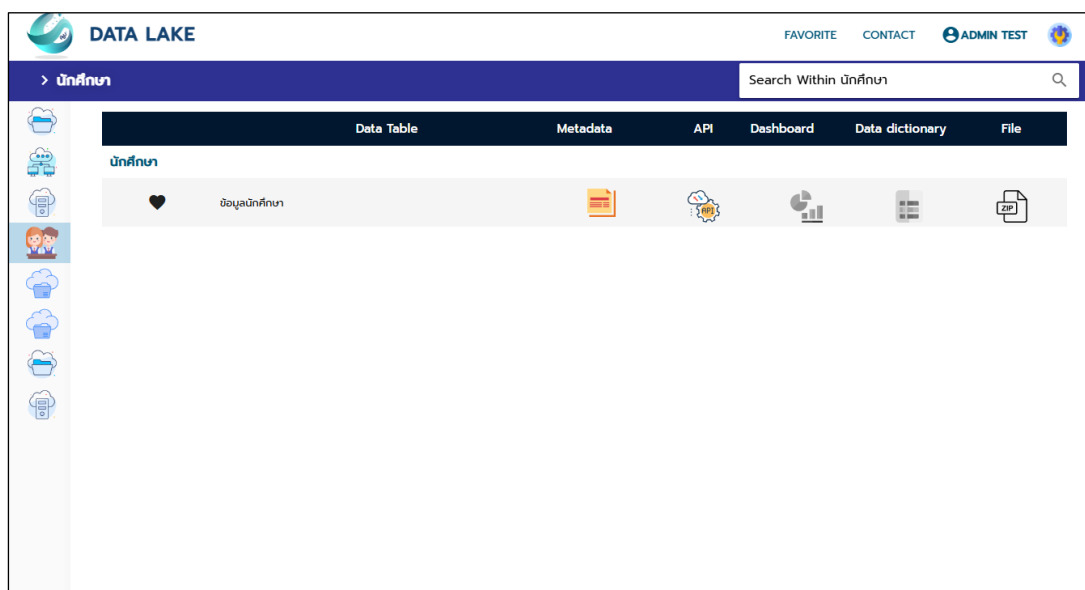 DATA LAKE
FAVORITE CONTACT ADMIN TEST
> นักศึกษา
Search Within นักศึกษา
Data Table Metadata API Dashboard Data dictionary File
นักศึกษา
ข้อมูลนักศึกษา API ZIP